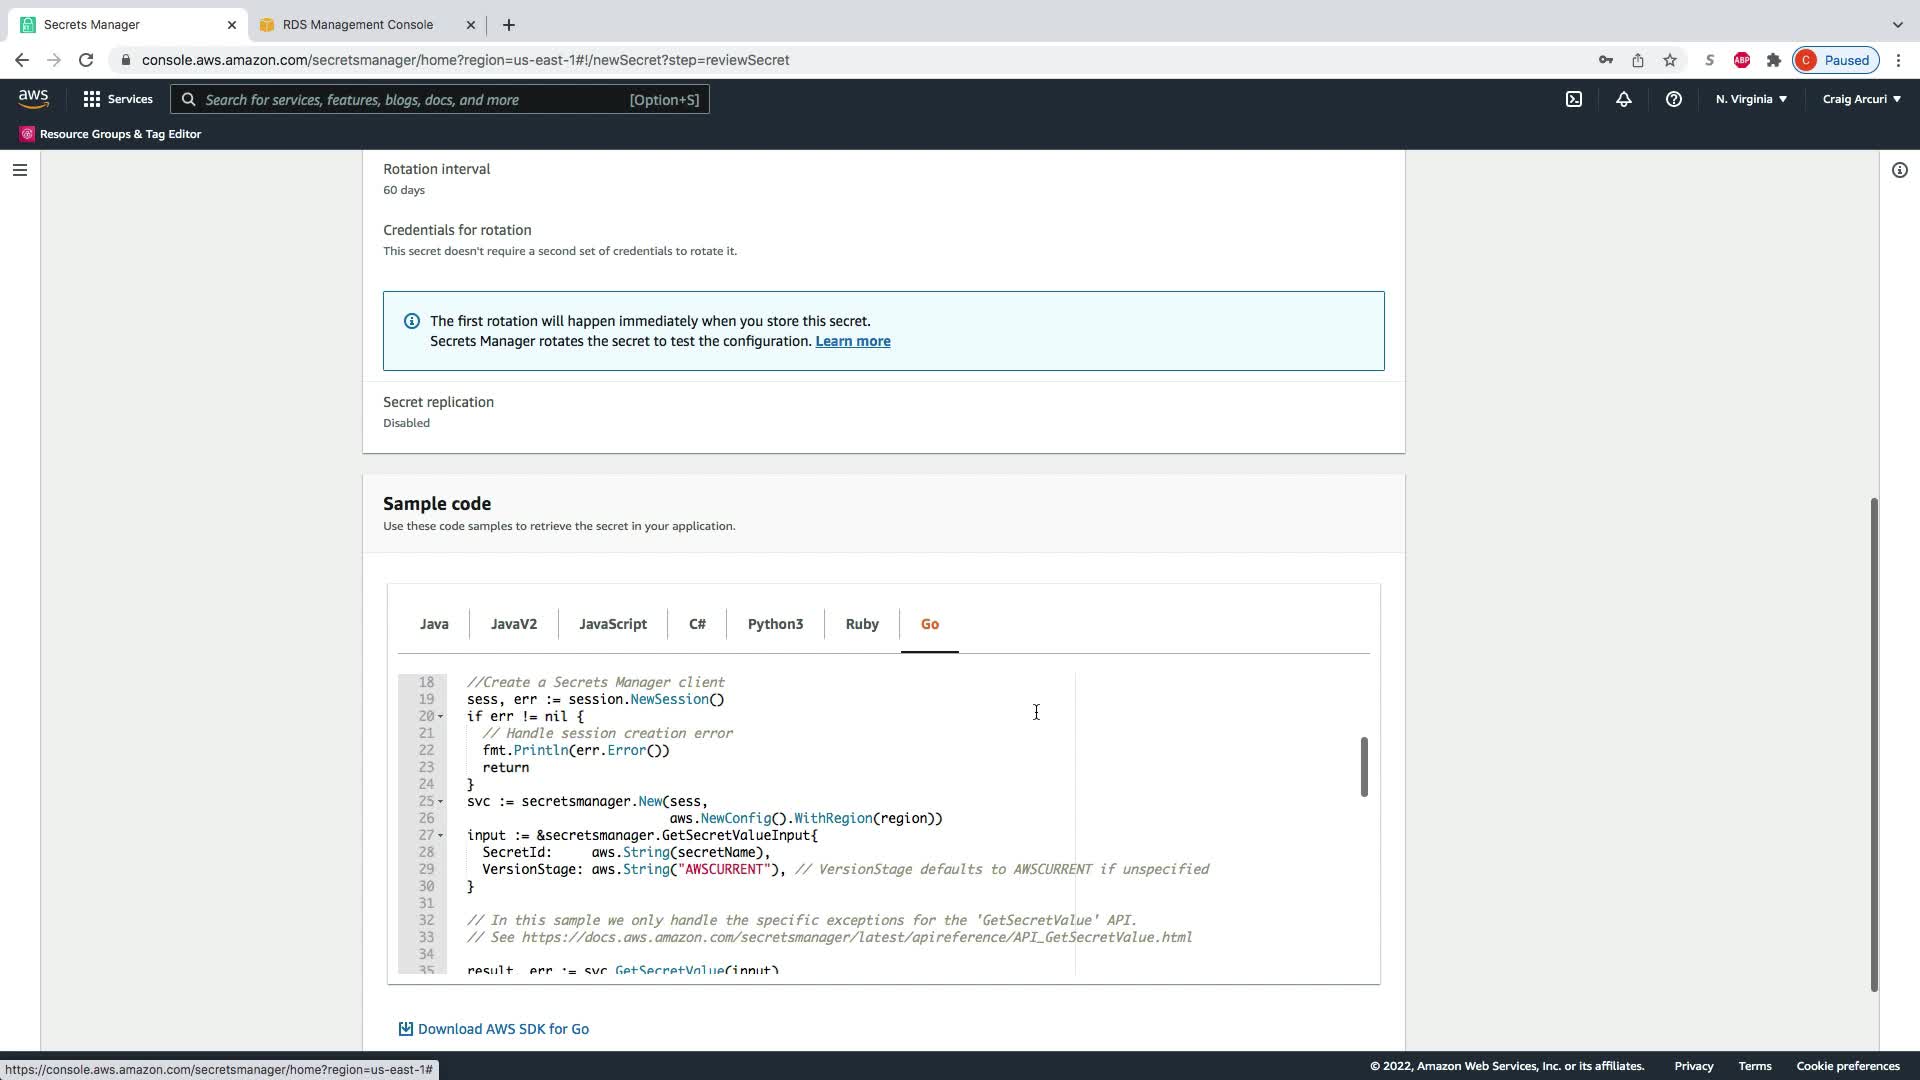 Secrets Manager
RDS Management Console
console.aws.amazon.com/secretsmanager/home?region=us-east-1#!/newSecret?step=reviewSecret
S
ABP
C
Paused
aws
Services
Search for services, features, blogs, docs, and more
[Option+S]
N. Virginia
Craig Arcuri
Resource Groups & Tag Editor
Rotation interval
60 days
Credentials for rotation
This secret doesn't require a second set of credentials to rotate it.
The first rotation will happen immediately when you store this secret.
Secrets Manager rotates the secret to test the configuration. Learn more
Secret replication
Disabled
Sample code
Use these code samples to retrieve the secret in your application.
Java
JavaV2
JavaScript
C#
Python3
Ruby
Go
18 //Create a Secrets Manager client
19 sess, err := session.NewSession()
20 if err != nil {
21 // Handle session creation error
22 fmt.Println(err.Error())
23 return
24 }
25 svc := secretsmanager.New(sess,
26 aws.NewConfig().WithRegion(region))
27 input := &secretsmanager.GetSecretValueInput{
28 SecretId: aws.String(secretName),
29 VersionStage: aws.String("AWSCURRENT"), // VersionStage defaults to AWSCURRENT if unspecified
30 }
31
32 // In this sample we only handle the specific exceptions for the 'GetSecretValue' API.
33 // See https://docs.aws.amazon.com/secretsmanager/latest/apireference/API_GetSecretValue.html
34
35 result, err := svc.GetSecretValue(input)
Download AWS SDK for Go
https://console.aws.amazon.com/secretsmanager/home?region=us-east-1#
© 2022, Amazon Web Services, Inc. or its affiliates.
Privacy
Terms
Cookie preferences